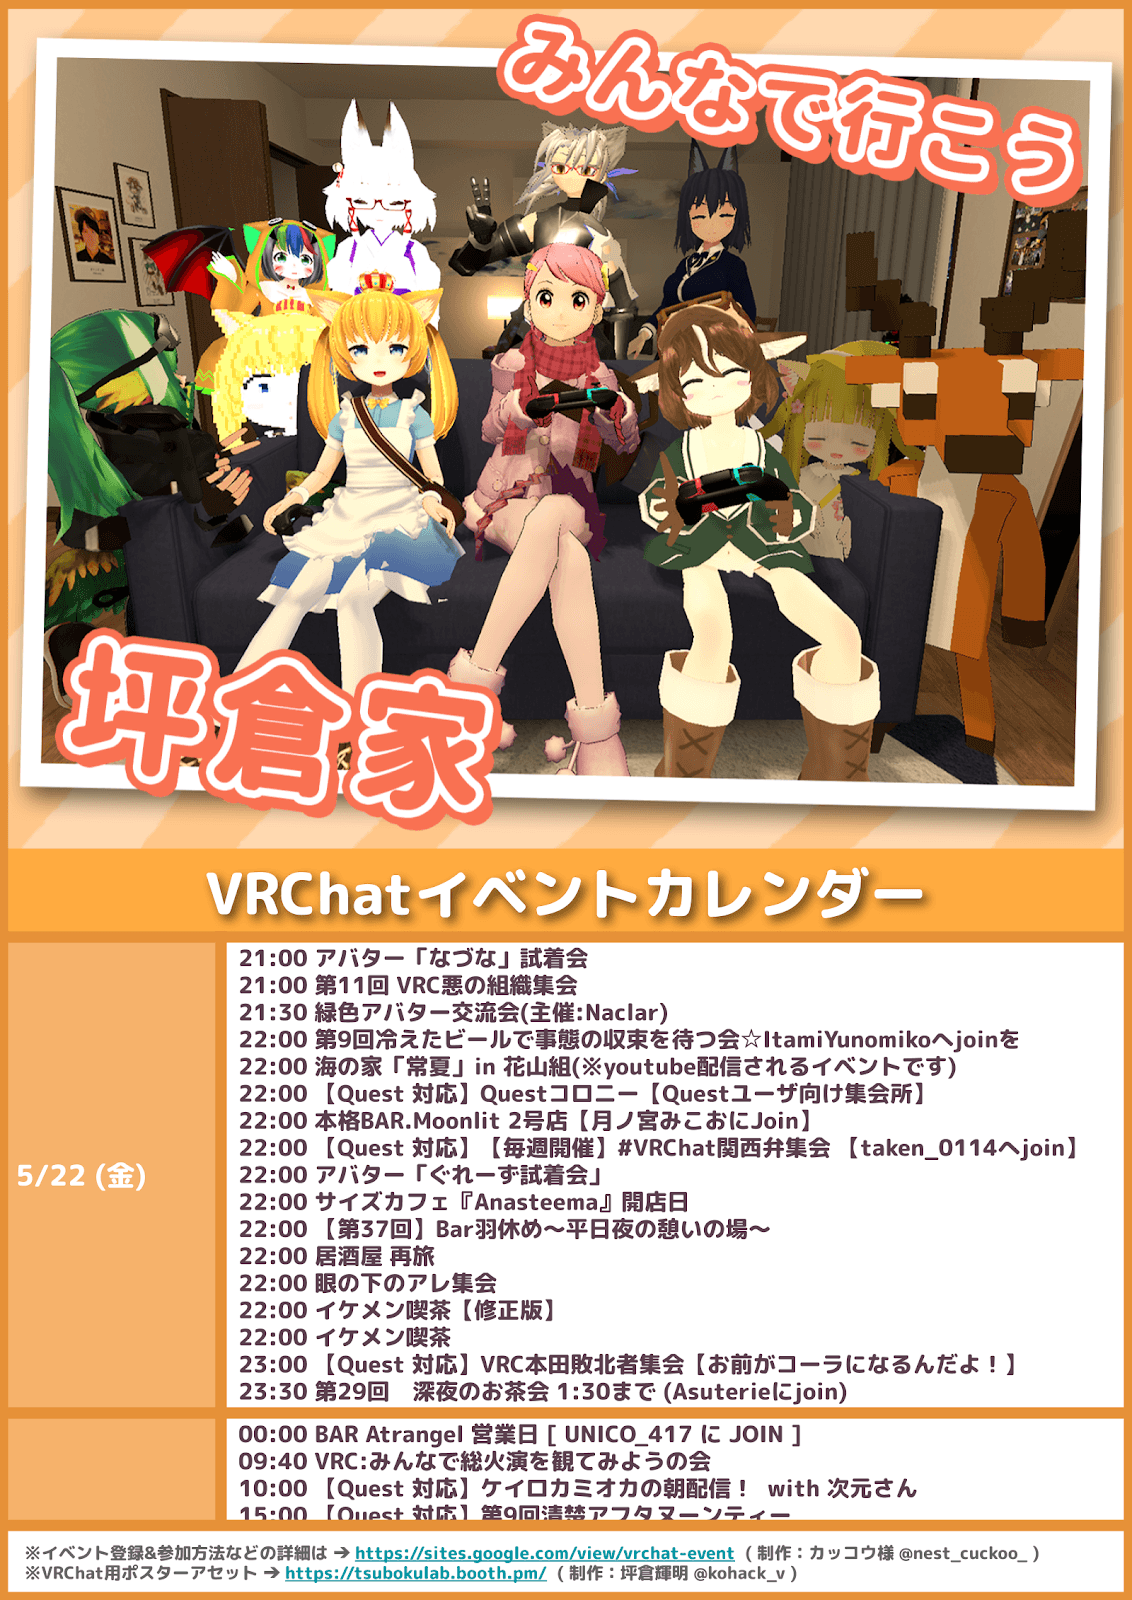 みんなで行こう
坪倉家
VRChatイベントカレンダー
5/22 (金)
21:00 アバター「なづな」試着会
21:00 第11回 VRC悪の組織集会
21:30 緑色アバター交流会(主催:Naclar)
22:00 第9回冷えたビールで事態の収束を待つ会☆ItamiYunomikoへjoinを
22:00 海の家「常夏」in 花山組(※youtube配信されるイベントです)
22:00 【Quest 対応】Questコロニー【Questユーザ向け集会所】
22:00 本格BAR.Moonlit 2号店【月ノ宮みこおにJoin】
22:00 【Quest 対応】【毎週開催】#VRChat関西弁集会 【taken_0114へjoin】
22:00 アバター「ぐれーず試着会」
22:00 サイズカフェ『Anasteema』開店日
22:00 【第37回】Bar羽休め～平日夜の憩いの場～
22:00 居酒屋 再旅
22:00 眼の下のアレ集会
22:00 イケメン喫茶【修正版】
22:00 イケメン喫茶
23:00 【Quest 対応】VRC本田敗北者集会【お前がコーラになるんだよ！】
23:30 第29回　深夜のお茶会 1:30まで (Asuterieにjoin)
00:00 BAR Atrangel 営業日 [ UNICO_417 に JOIN ]
09:40 VRC:みんなで総火演を観てみようの会
10:00 【Quest 対応】ケイロカミオカの朝配信！ with 次元さん
15:00 【Quest 対応】第9回清楚アフタヌーンティー
※イベント登録&参加方法などの詳細は ➔ https://sites.google.com/view/vrchat-event ( 制作：カッコウ様 @nest_cuckoo_ )
※VRChat用ポスターアセット ➔ https://tsubokulab.booth.pm/ ( 制作：坪倉輝明 @kohack_v )